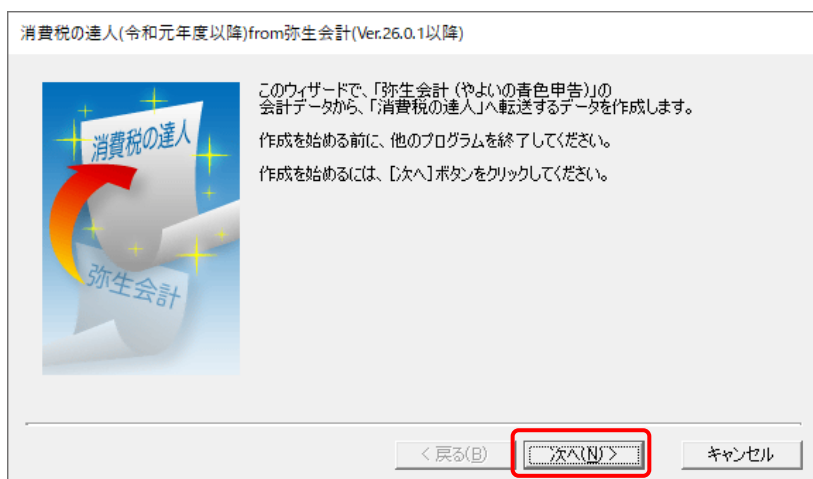 消費税の達人(令和元年度以降)from弥生会計(Ver.26.0.1以降)
消費税の達人
弥生会計
このウィザードで、「弥生会計（やよいの青色申告）」の
会計データから、「消費税の達人」へ転送するデータを作成します。
作成を始める前に、他のプログラムを終了してください。
作成を始めるには、[次へ]ボタンをクリックしてください。
< 戻る(B)
次へ(N) >
キャンセル